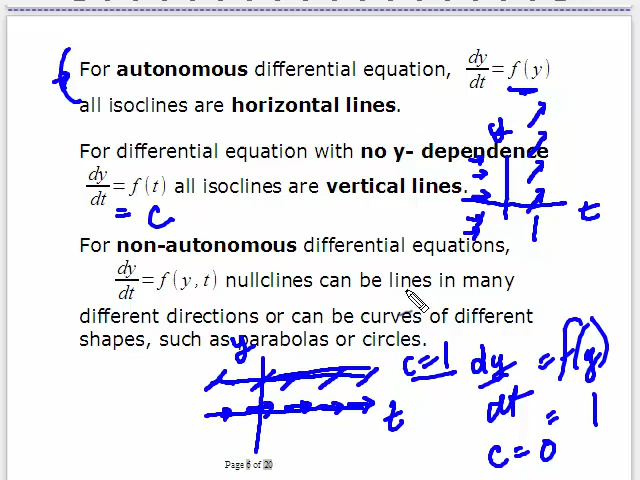 For autonomous differential equation, dy/dt = f(y)
all isoclines are horizontal lines.
For differential equation with no y- dependence
dy/dt = f(t) all isoclines are vertical lines.
= c
y
1
t
For non-autonomous differential equations,
dy/dt = f(y, t) nullclines can be lines in many
different directions or can be curves of different
shapes, such as parabolas or circles.
y
t
c=1 dy/dt = f(y)
= 1
c = 0
Page 6 of 20